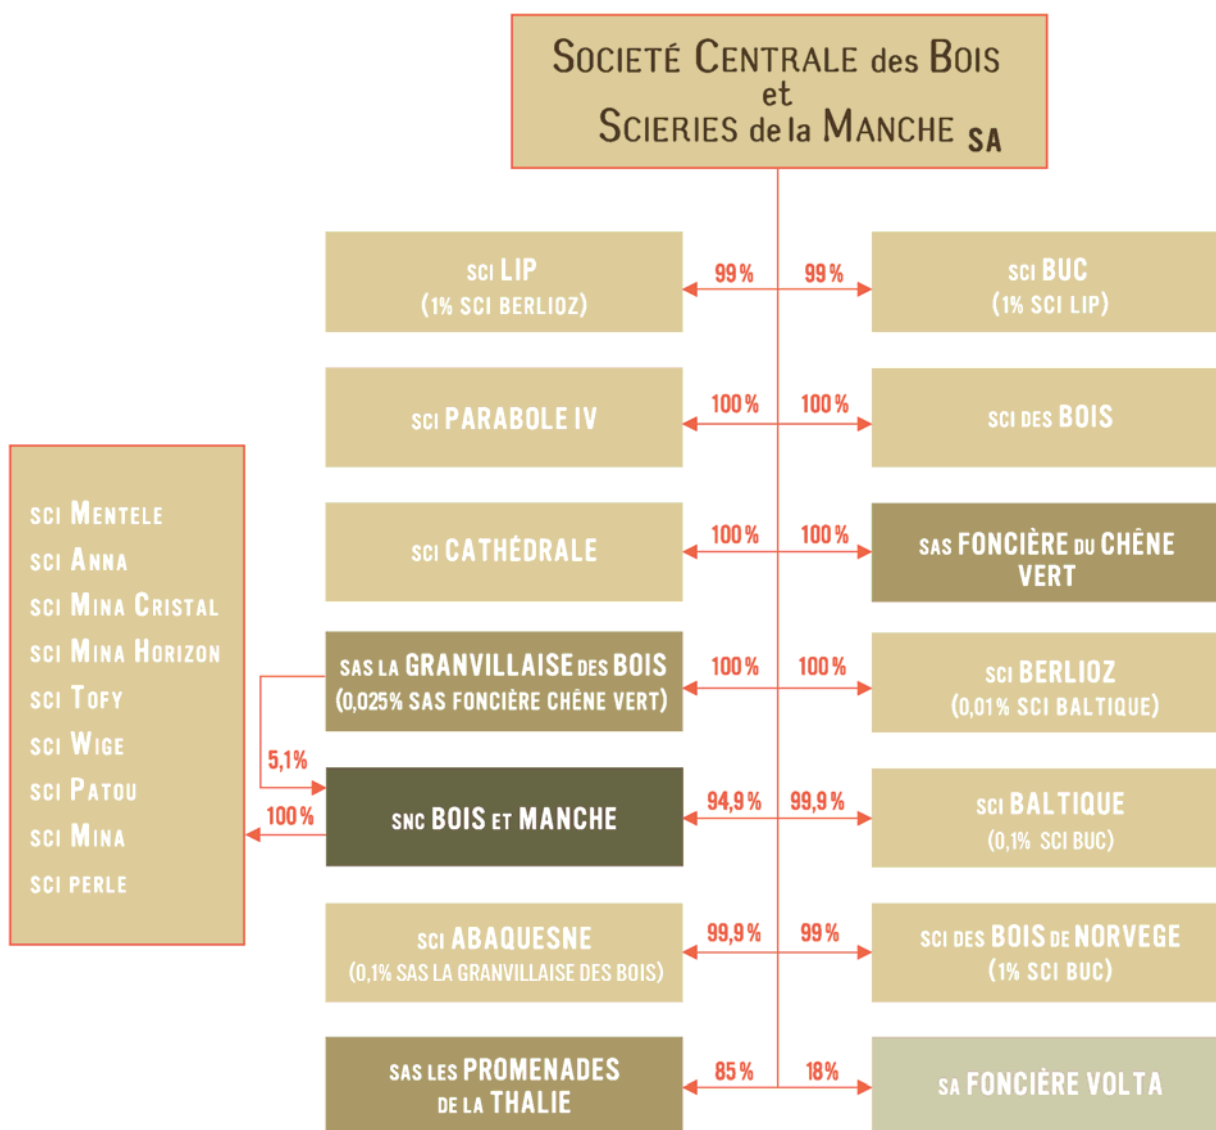 SOCIETÉ CENTRALE des BOIS
et
SCIERIES de la MANCHE SA
SCI LIP
(1% SCI BERLIOZ)
99%
99%
SCI BUC
(1% SCI LIP)
SCI PARABOLE IV
100%
100%
SCI DES BOIS
SCI CATHÉDRALE
100%
100%
SAS FONCIÈRE DU CHÊNE
VERT
SAS LA GRANVILLAISE DES BOIS
(0,025% SAS FONCIÈRE CHÊNE VERT)
100%
100%
SCI BERLIOZ
(0,01% SCI BALTIQUE)
5,1%
100%
SNC BOIS ET MANCHE
94,9%
99,9%
SCI BALTIQUE
(0,1% SCI BUC)
SCI MENTELE
SCI ANNA
SCI MINA CRISTAL
SCI MINA HORIZON
SCI TOFY
SCI WIGE
SCI PATOU
SCI MINA
SCI PERLE
SCI ABAQUESNE
(0,1% SAS LA GRANVILLAISE DES BOIS)
99,9%
99%
SCI DES BOIS DE NORVEGE
(1% SCI BUC)
SAS LES PROMENADES
DE LA THALIE
85%
18%
SA FONCIÈRE VOLTA